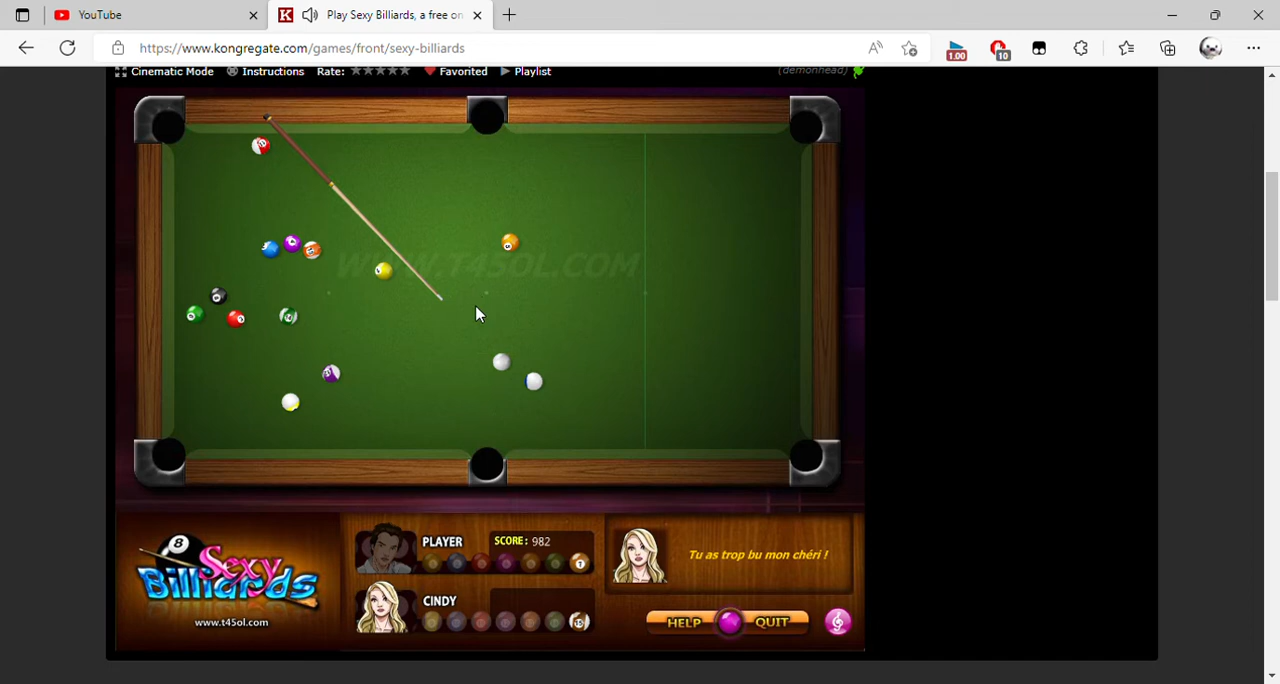 YouTube
Play Sexy Billiards, a free on
https://www.kongregate.com/games/front/sexy-billiards
1.00
10
Cinematic Mode
Instructions
Rate:
Favorited
Playlist
(demonhead)
WWW.T45OL.COM
8
Sexy
Billiards
www.t45ol.com
PLAYER
SCORE: 982
CINDY
Tu as trop bu mon chéri !
HELP
QUIT